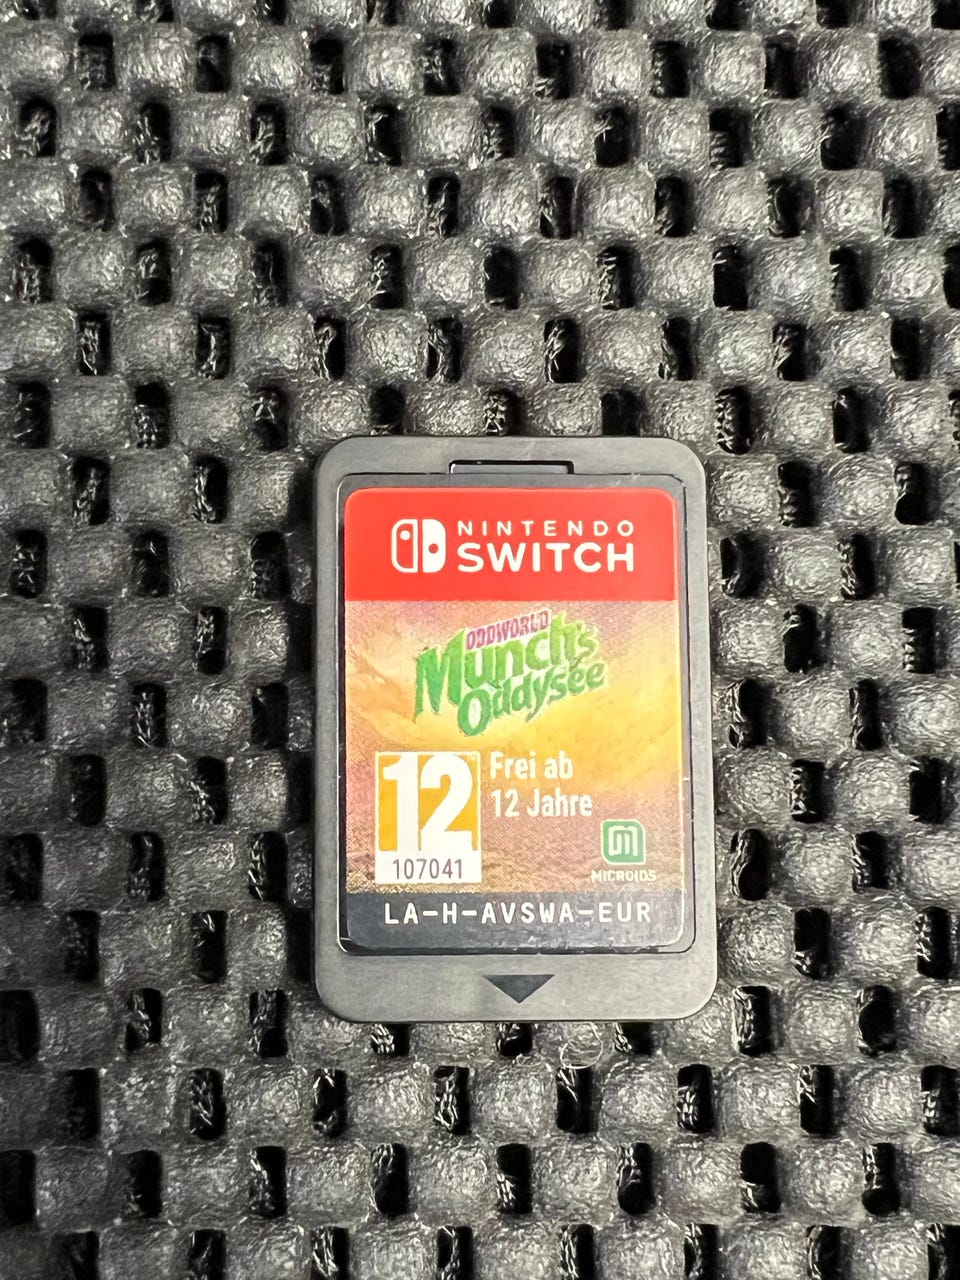 NINTENDO
SWITCH
ODDWORLD
Munch's
Oddysee
12
Frei ab
12 Jahre
107041
MICROIDS
LA-H-AVSWA-EUR